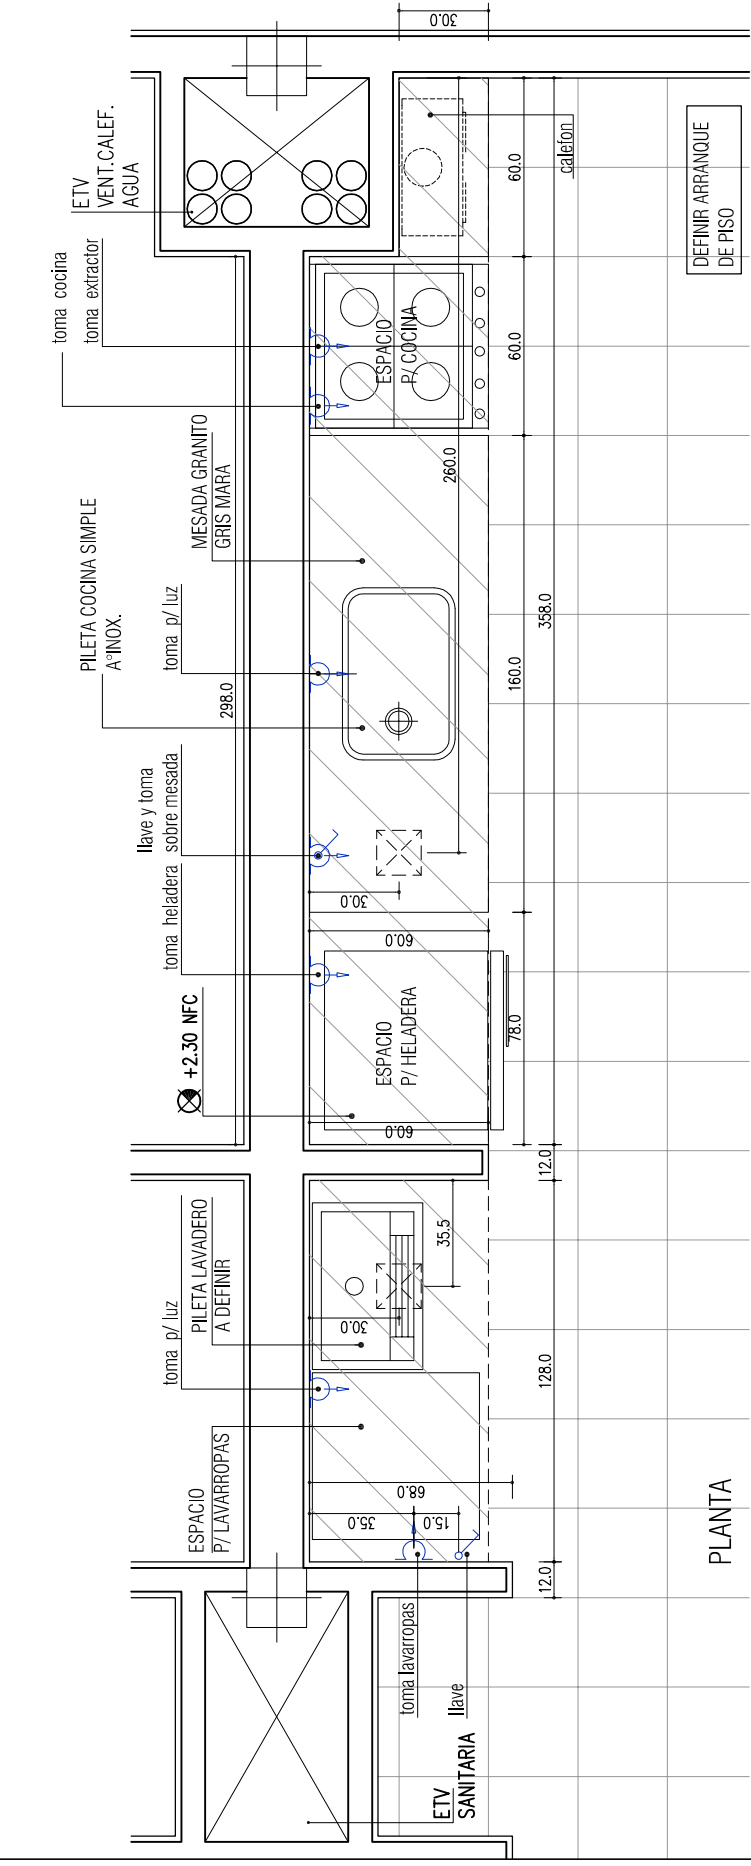 30.0
ETV
VENT.CALEF.
AGUA
calefon
60.0
DEFINIR ARRANQUE
DE PISO
toma cocina
toma extractor
ESPACIO
P/ COCINA
60.0
MESADA GRANITO
GRIS MARA
260.0
PILETA COCINA SIMPLE
A°INOX.
toma p/ luz
298.0
358.0
160.0
llave y toma
sobre mesada
30.0
toma heladera
60.0
+2.30 NFC
ESPACIO
P/ HELADERA
78.0
60.0
12.0
PILETA LAVADERO
A DEFINIR
35.5
toma p/ luz
30.0
128.0
ESPACIO
P/ LAVARROPAS
68.0
35.0
15.0
PLANTA
12.0
toma lavarropas
llave
ETV
SANITARIA